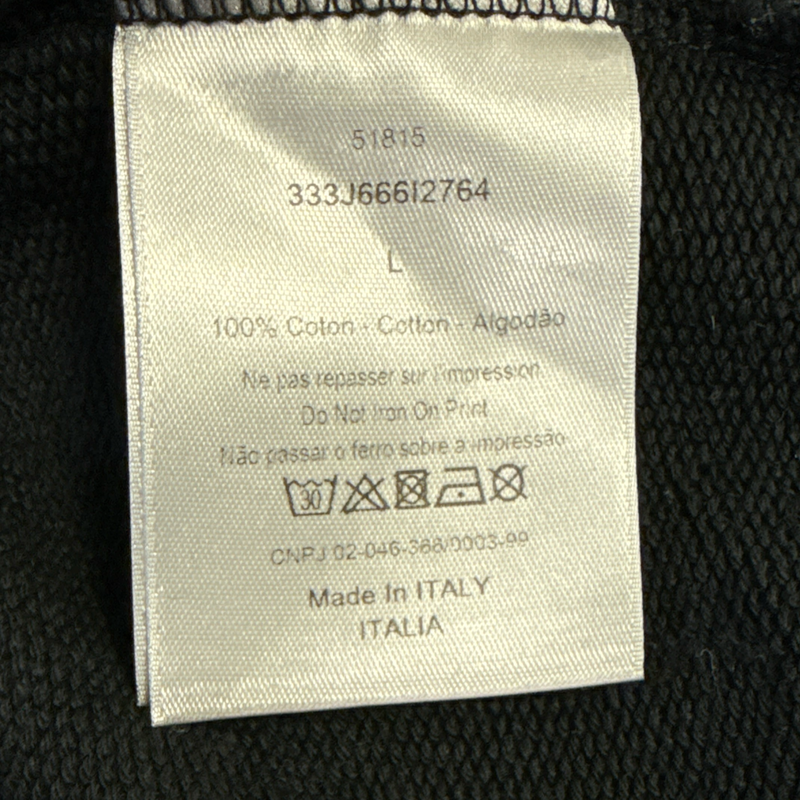 51815
333J666I2764
L
100% Coton - Cotton - Algodão
Ne pas repasser sur l'impression
Do Not Iron On Print
Não passar o ferro sobre a impressão
30
CNPJ 02-046-366/0003-99
Made In ITALY
ITALIA